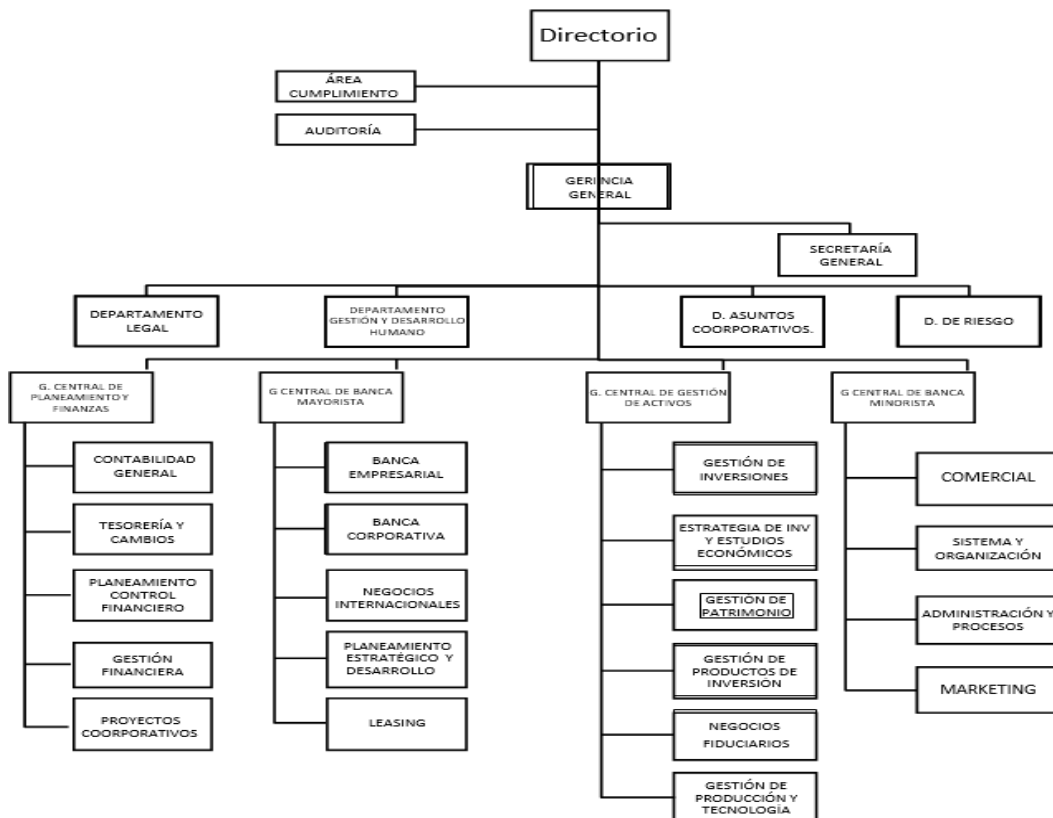 Directorio
ÁREA
CUMPLIMIENTO
AUDITORÍA
GERENCIA
GENERAL
SECRETARÍA
GENERAL
DEPARTAMENTO
LEGAL
DEPARTAMENTO
GESTIÓN Y DESARROLLO
HUMANO
D. ASUNTOS
COORPORATIVOS.
D. DE RIESGO
G. CENTRAL DE
PLANEAMIENTO Y
FINANZAS
G CENTRAL DE BANCA
MAYORISTA
G. CENTRAL DE GESTIÓN
DE ACTIVOS
G CENTRAL DE BANCA
MINORISTA
CONTABILIDAD
GENERAL
TESORERÍA Y
CAMBIOS
PLANEAMIENTO
CONTROL
FINANCIERO
GESTIÓN
FINANCIERA
PROYECTOS
COORPORATIVOS
BANCA
EMPRESARIAL
BANCA
CORPORATIVA
NEGOCIOS
INTERNACIONALES
PLANEAMIENTO
ESTRATÉGICO Y
DESARROLLO
LEASING
GESTIÓN DE
INVERSIONES
ESTRATEGIA DE INV
Y ESTUDIOS
ECONÓMICOS
GESTIÓN DE
PATRIMONIO
GESTIÓN DE
PRODUCTOS DE
INVERSIÓN
NEGOCIOS
FIDUCIARIOS
GESTIÓN DE
PRODUCCIÓN Y
TECNOLOGÍA
COMERCIAL
SISTEMA Y
ORGANIZACIÓN
ADMINISTRACIÓN Y
PROCESOS
MARKETING